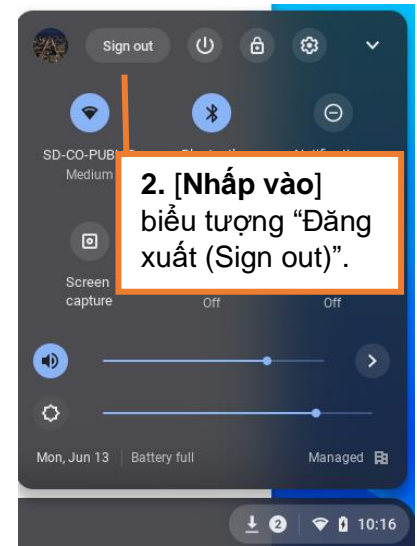 Sign out
SD-CO-PUBL
Medium
2. [Nhấp vào]
biểu tượng “Đăng
xuất (Sign out)”.
Screen
capture
Off
Off
Mon, Jun 13 Battery full Managed
2 10:16